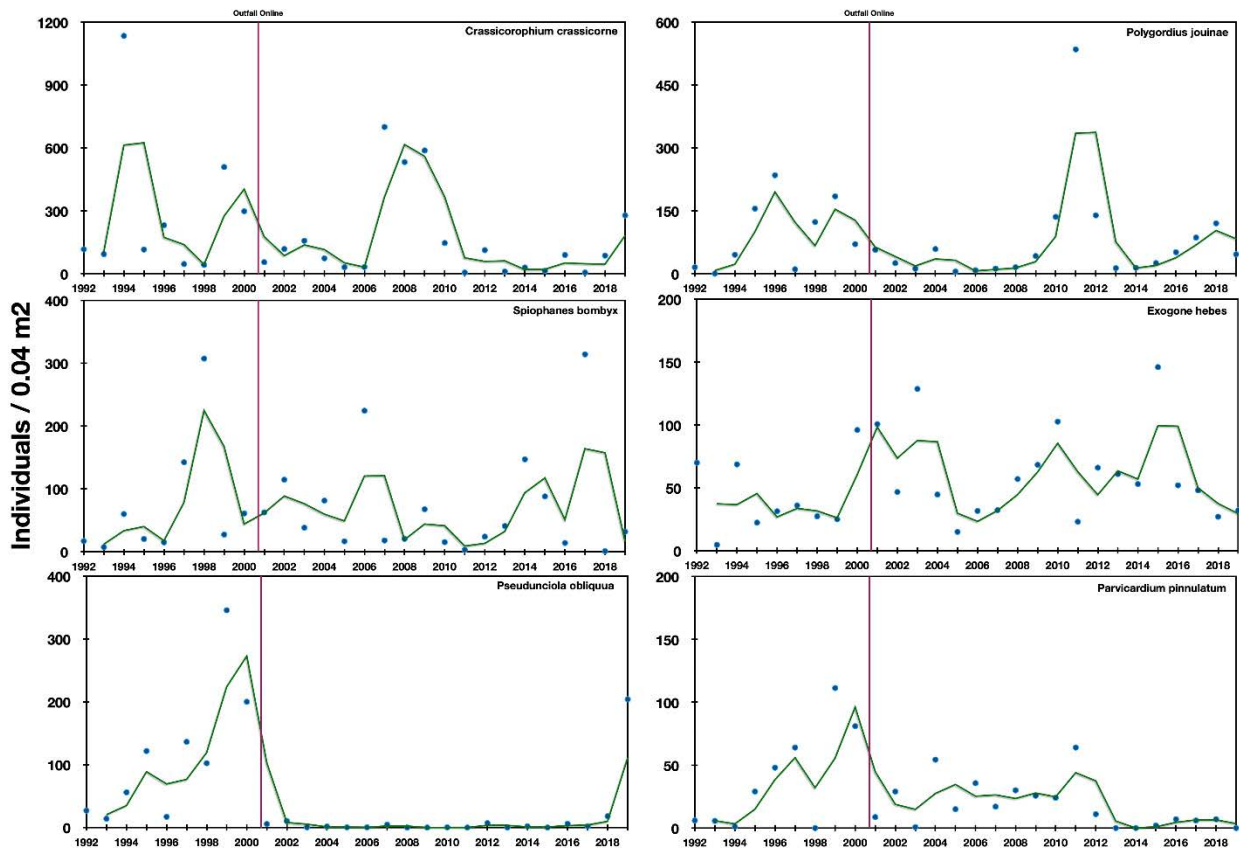 Outfall Online
Outfall Online
Individuals / 0.04 m2
Crassicorophium crassicorne
1200
900
600
300
0
1992 1994 1996 1998 2000 2002 2004 2006 2008 2010 2012 2014 2016 2018
Polygordius jouinae
600
450
300
150
0
1992 1994 1996 1998 2000 2002 2004 2006 2008 2010 2012 2014 2016 2018
Spiophanes bombyx
400
300
200
100
0
1992 1994 1996 1998 2000 2002 2004 2006 2008 2010 2012 2014 2016 2018
Exogone hebes
200
150
100
50
0
1992 1994 1996 1998 2000 2002 2004 2006 2008 2010 2012 2014 2016 2018
Pseudunciola obliquua
400
300
200
100
0
1992 1994 1996 1998 2000 2002 2004 2006 2008 2010 2012 2014 2016 2018
Parvicardium pinnulatum
200
150
100
50
0
1992 1994 1996 1998 2000 2002 2004 2006 2008 2010 2012 2014 2016 2018